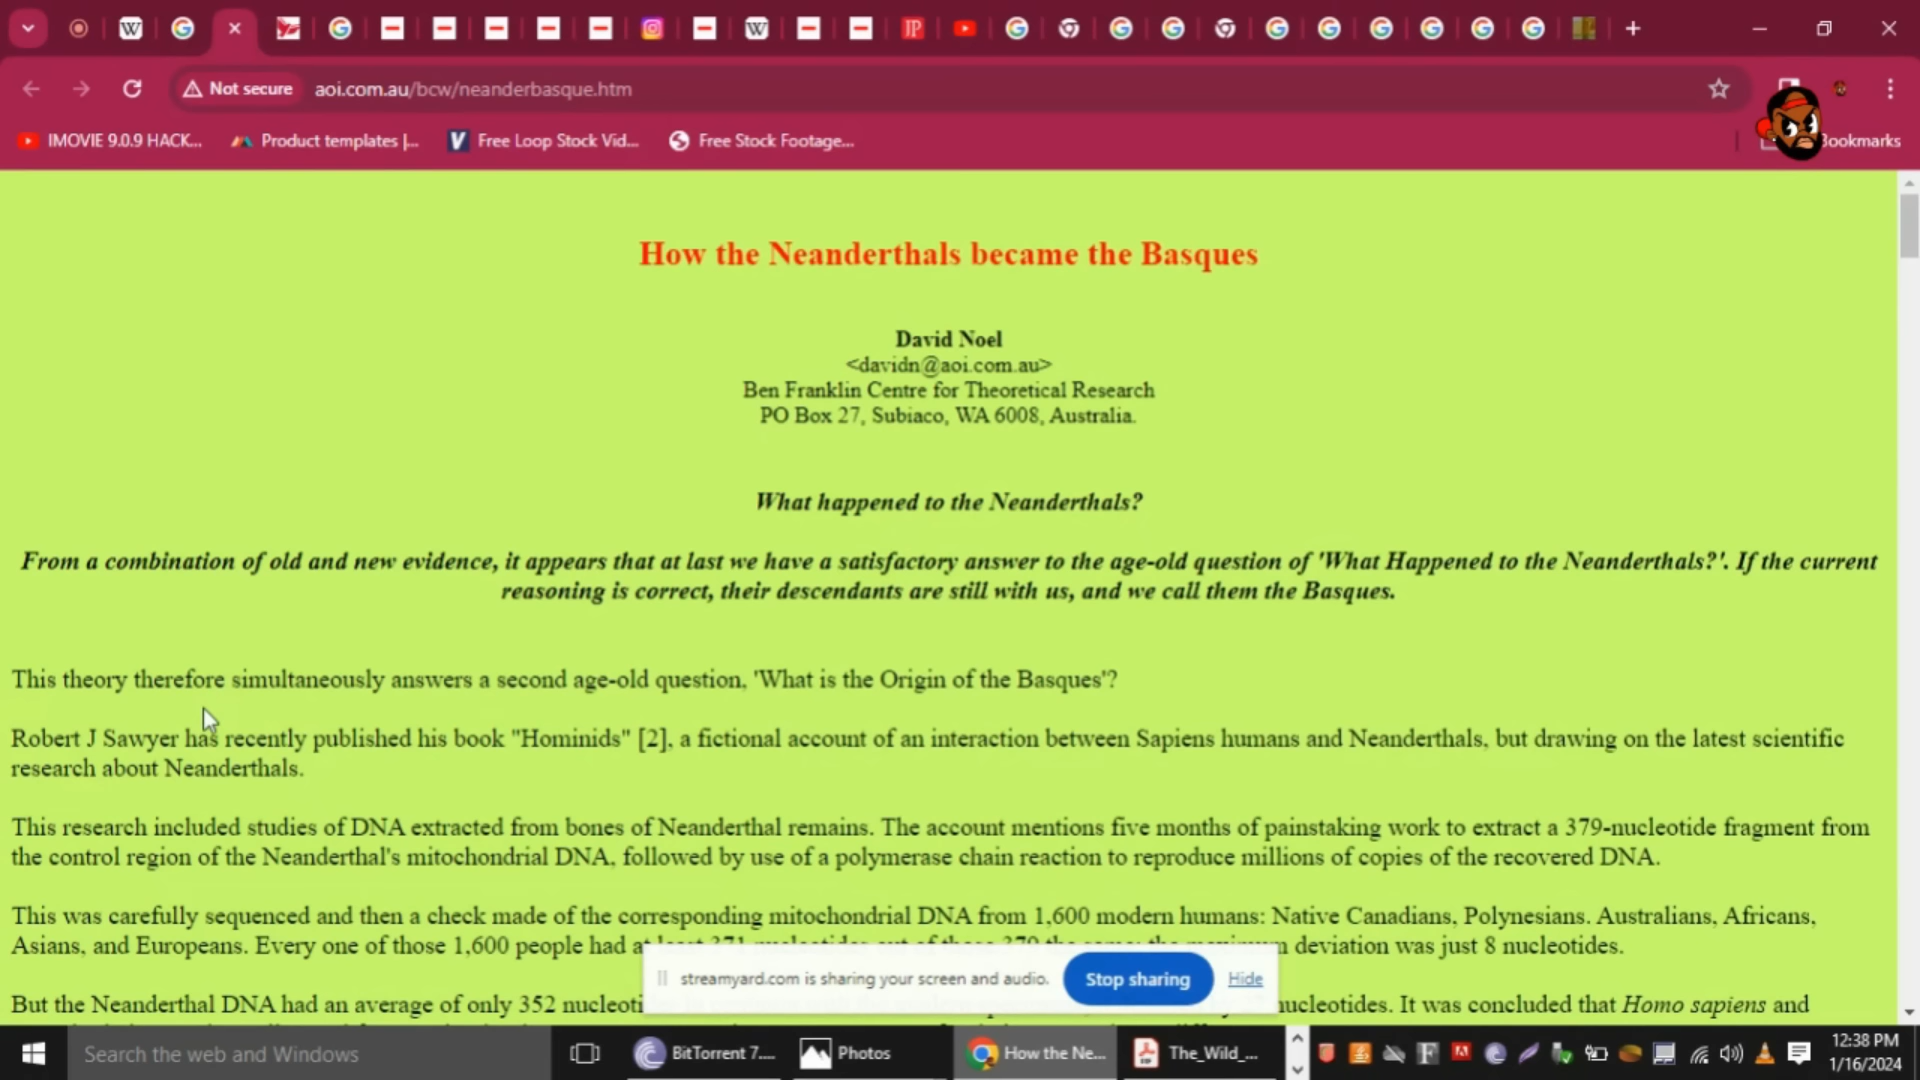 Not secure
aoi.com.au/bcw/neanderbasque.htm
IMOVIE 9.0.9 HACK...
Product templates |...
Free Loop Stock Vid...
Free Stock Footage...
Bookmarks
How the Neanderthals became the Basques
David Noel
<davidn@aoi.com.au>
Ben Franklin Centre for Theoretical Research
PO Box 27, Subiaco, WA 6008, Australia.
What happened to the Neanderthals?
From a combination of old and new evidence, it appears that at last we have a satisfactory answer to the age-old question of 'What Happened to the Neanderthals?'. If the current
reasoning is correct, their descendants are still with us, and we call them the Basques.
This theory therefore simultaneously answers a second age-old question, 'What is the Origin of the Basques'?
Robert J Sawyer has recently published his book "Hominids" [2], a fictional account of an interaction between Sapiens humans and Neanderthals, but drawing on the latest scientific
research about Neanderthals.
This research included studies of DNA extracted from bones of Neanderthal remains. The account mentions five months of painstaking work to extract a 379-nucleotide fragment from
the control region of the Neanderthal's mitochondrial DNA, followed by use of a polymerase chain reaction to reproduce millions of copies of the recovered DNA.
This was carefully sequenced and then a check made of the corresponding mitochondrial DNA from 1,600 modern humans: Native Canadians, Polynesians. Australians, Africans,
Asians, and Europeans. Every one of those 1,600 people had at deviation was just 8 nucleotides.
streamyard.com is sharing your screen and audio.
Stop sharing
Hide
But the Neanderthal DNA had an average of only 352 nucleoti nucleotides. It was concluded that Homo sapiens and
Search the web and Windows
BitTorrent 7....
Photos
How the Ne...
The_Wild_...
12:38 PM
1/16/2024